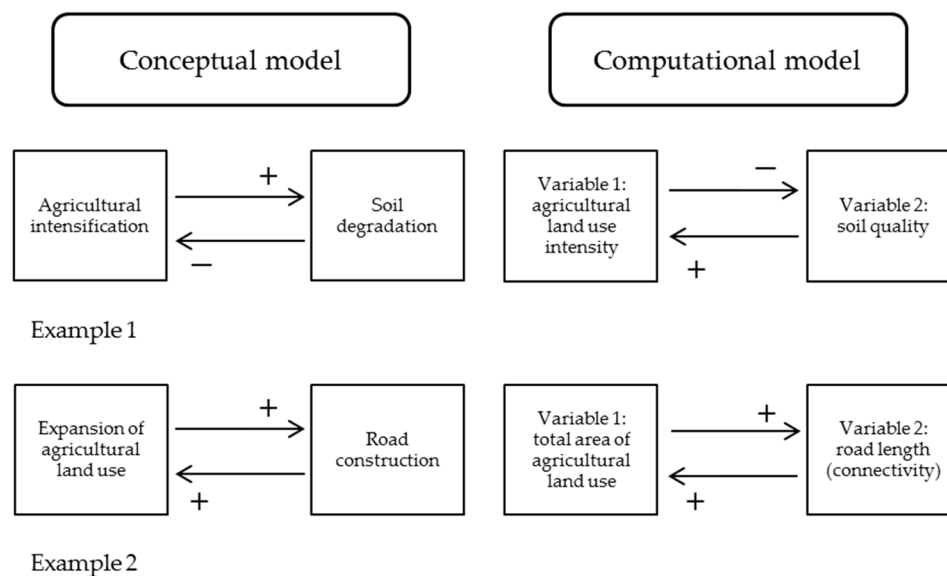 Conceptual model
Computational model
Agricultural
intensification
+
−
Soil
degradation
Variable 1:
agricultural
land use
intensity
−
+
Variable 2:
soil quality
Example 1
Expansion of
agricultural
land use
+
+
Road
construction
Variable 1:
total area of
agricultural
land use
+
+
Variable 2:
road length
(connectivity)
Example 2